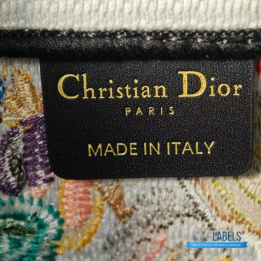 Christian Dior
PARIS
MADE IN ITALY
LABELS